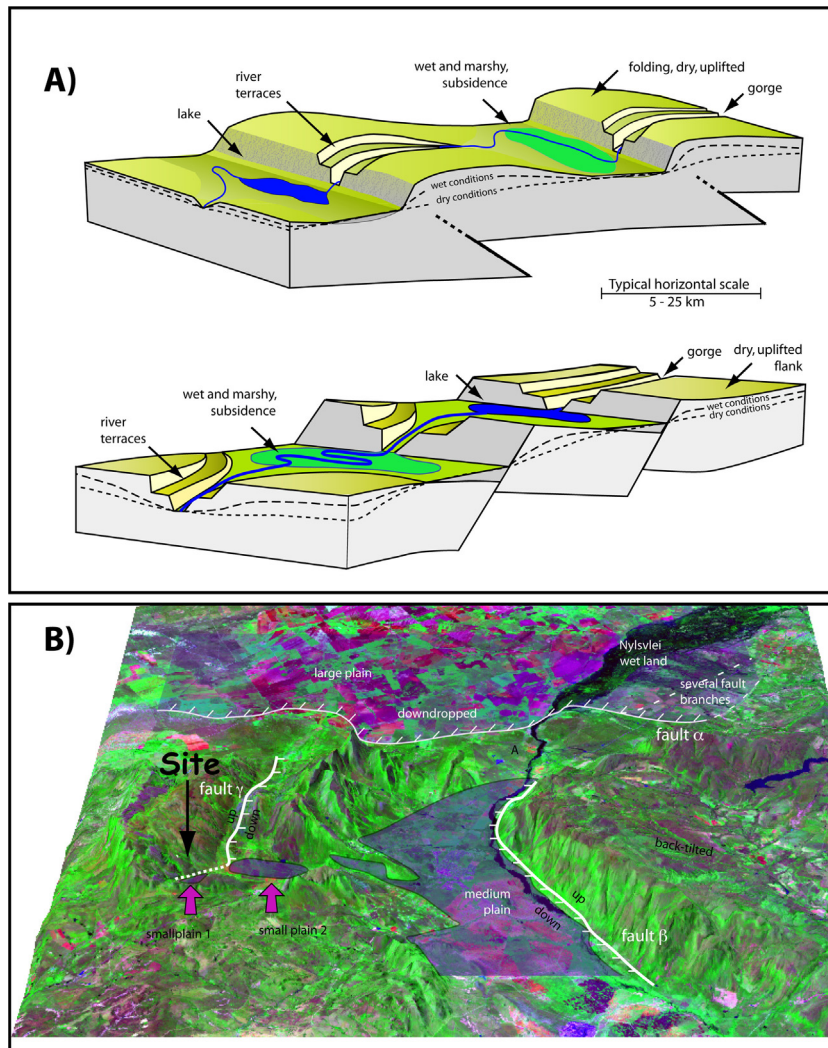 A)
river
terraces
lake
wet and marshy,
subsidence
folding, dry, uplifted
gorge
wet conditions
dry conditions
Typical horizontal scale
5 - 25 km
lake
gorge
dry, uplifted
flank
wet and marshy,
subsidence
river
terraces
wet conditions
dry conditions
B)
Nylsvlei
wet land
large plain
several fault
branches
downdropped
fault α
A
Site
fault γ
up
down
back-tilted
medium
plain
up
down
fault β
smallplain 1
small plain 2